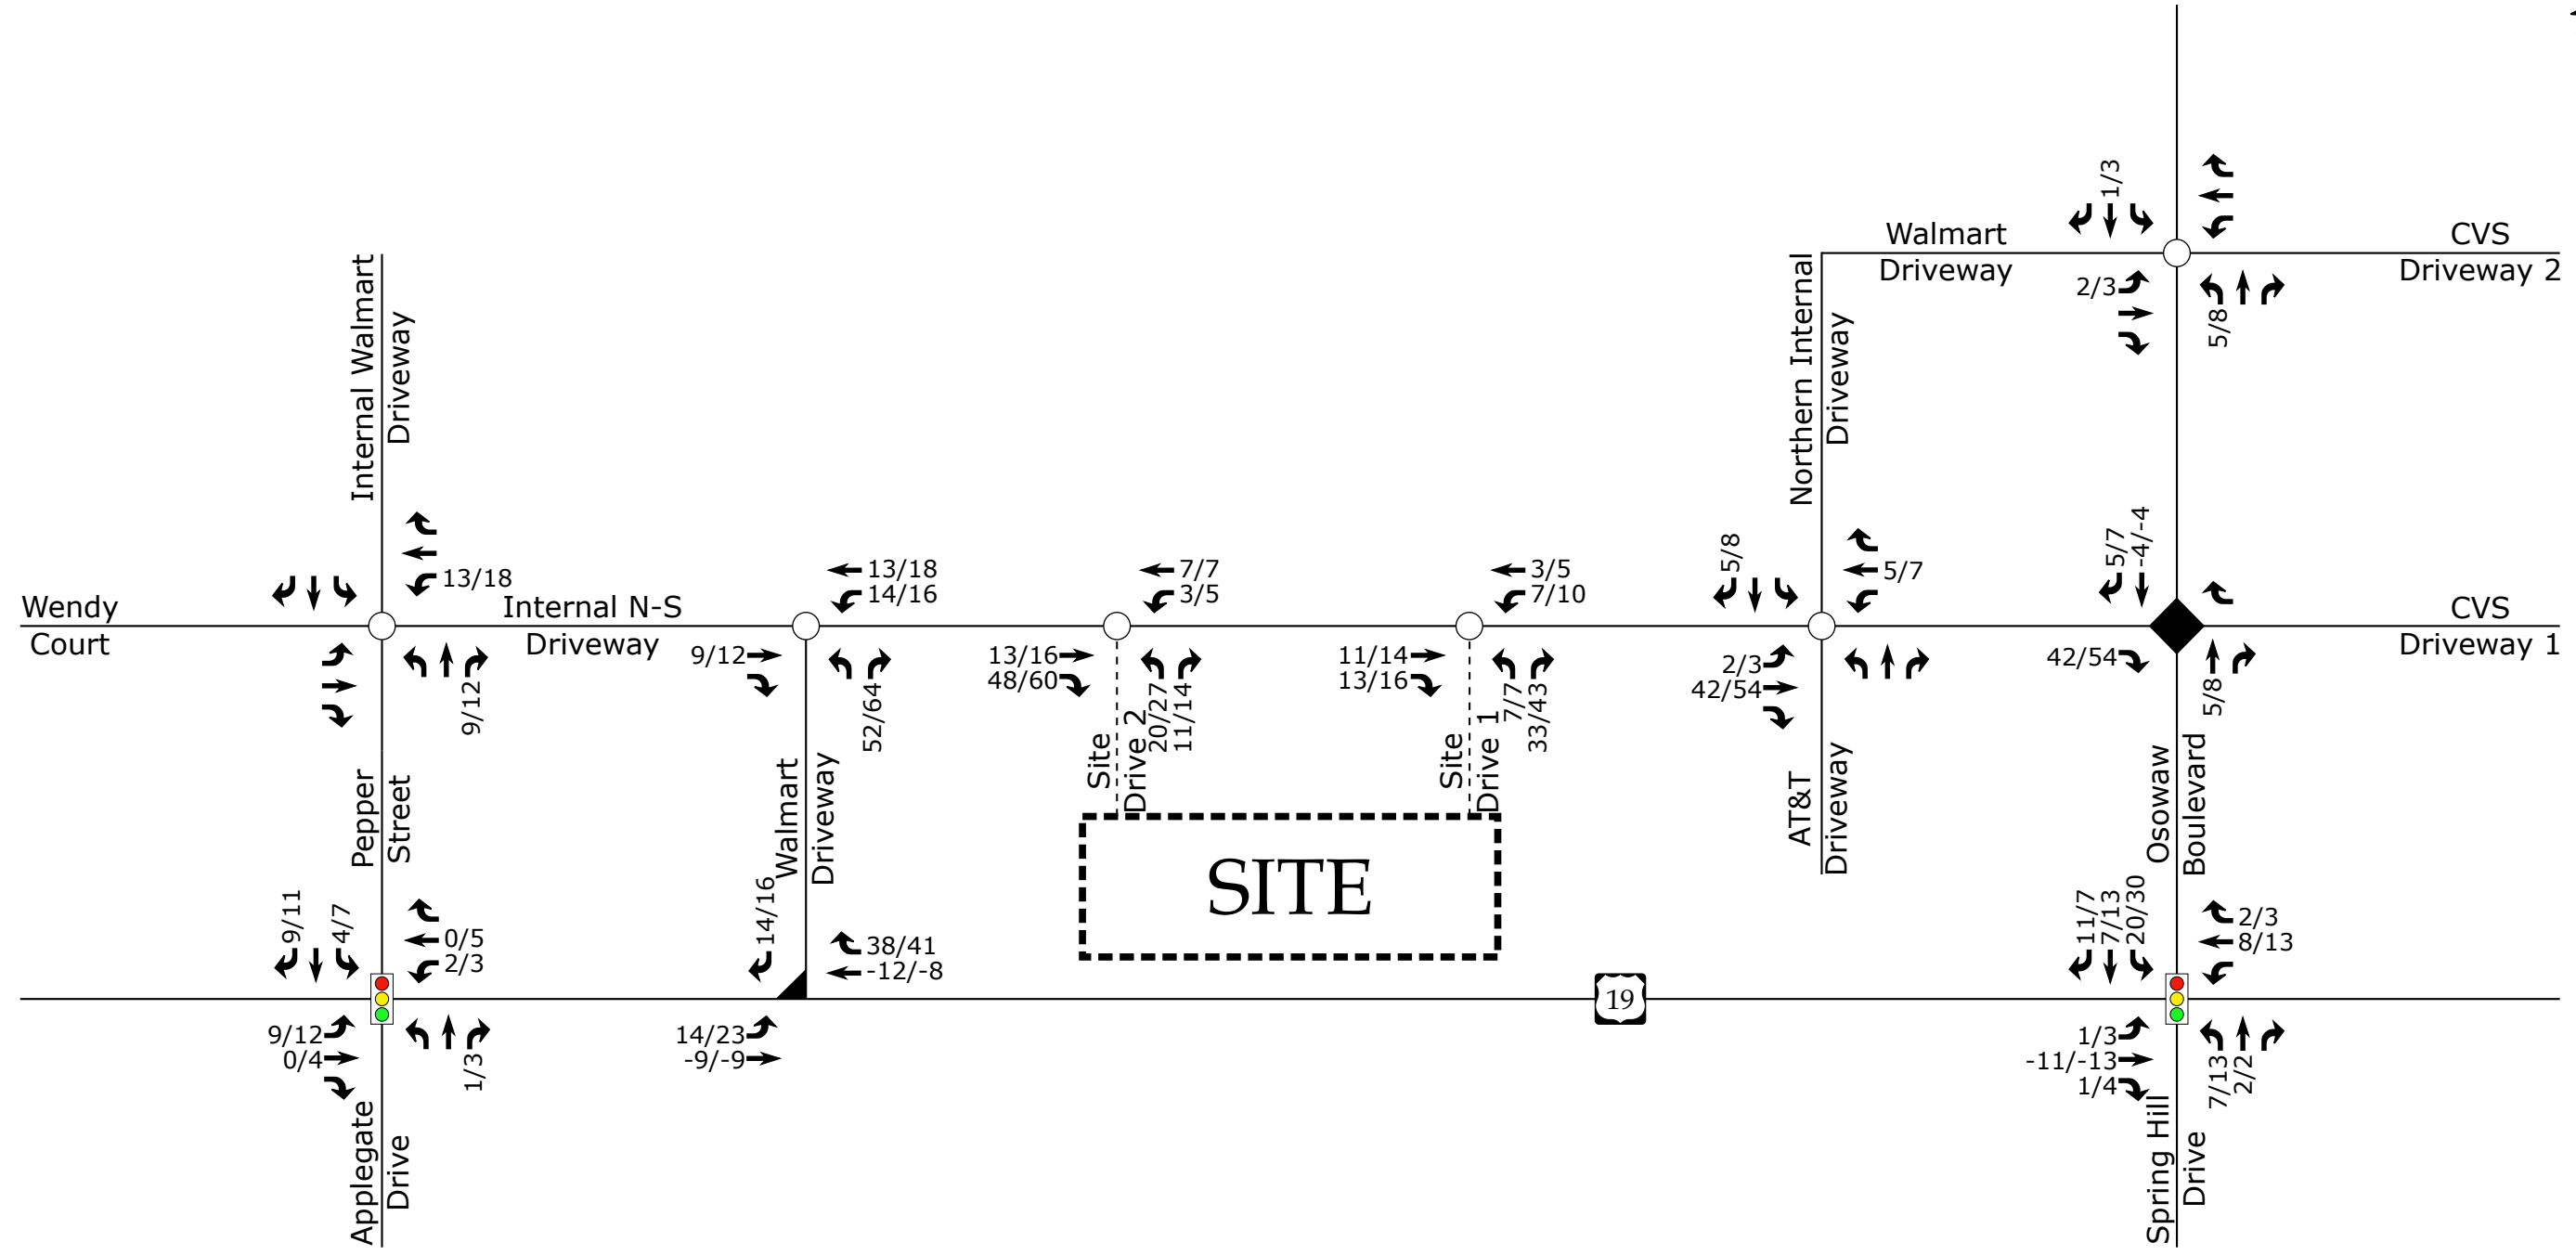 1/3
Walmart
Driveway
CVS
Driveway 2
2/3
5/8
Internal Walmart
Driveway
Northern Internal
Driveway
13/18
Wendy
Court
Internal N-S
Driveway
9/12
9/12
13/18
14/16
52/64
7/7
3/5
13/16
48/60
20/27
11/14
Site
Drive 2
3/5
7/10
11/14
13/16
7/7
33/43
Site
Drive 1
5/8
5/7
2/3
42/54
5/7
-4/-4
CVS
Driveway 1
42/54
5/8
Pepper
Street
Walmart
Driveway
SITE
AT&T
Driveway
Osowaw
Boulevard
9/11
4/7
0/5
2/3
9/12
0/4
1/3
14/16
38/41
-12/-8
14/23
-9/-9
19
11/7
7/13
20/30
2/3
8/13
1/3
-11/-13
1/4
7/13
2/2
Applegate
Drive
Spring Hill
Drive